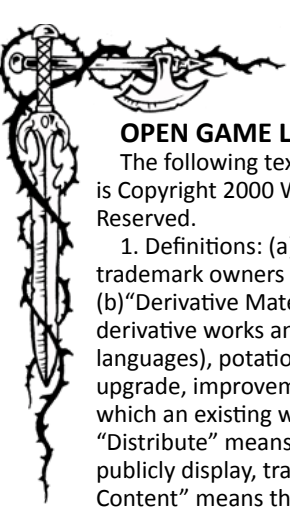 OPEN GAME L
The following tex
is Copyright 2000 W
Reserved.
1. Definitions: (a
trademark owners
(b)“Derivative Mate
derivative works an
languages), potatio
upgrade, improvem
which an existing w
“Distribute” means
publicly display, tra
Content” means th